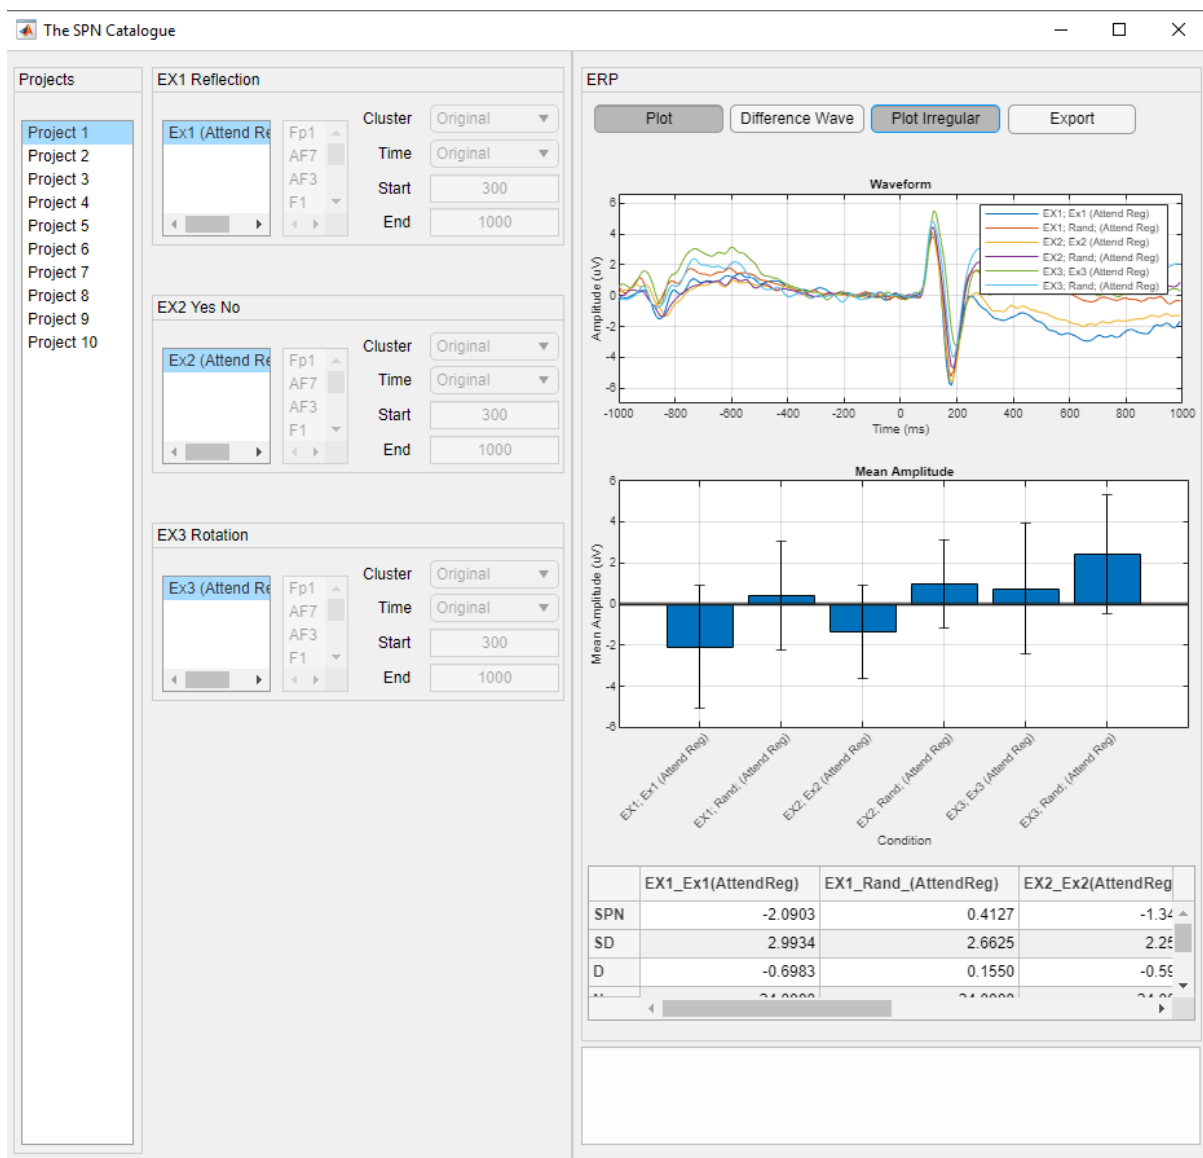 The SPN Catalogue
Projects
Project 1
Project 2
Project 3
Project 4
Project 5
Project 6
Project 7
Project 8
Project 9
Project 10
EX1 Reflection
Ex1 (Attend Re
Fp1
AF7
AF3
F1
Cluster Original
Time Original
Start 300
End 1000
EX2 Yes No
Ex2 (Attend Re
Fp1
AF7
AF3
F1
Cluster Original
Time Original
Start 300
End 1000
EX3 Rotation
Ex3 (Attend Re
Fp1
AF7
AF3
F1
Cluster Original
Time Original
Start 300
End 1000
ERP
Plot Difference Wave Plot Irregular Export
Waveform
Amplitude (uV)
6
4
2
0
-2
-4
-6
EX1; Ex1 (Attend Reg)
EX1; Rand; (Attend Reg)
EX2; Ex2 (Attend Reg)
EX2; Rand; (Attend Reg)
EX3; Ex3 (Attend Reg)
EX3; Rand; (Attend Reg)
-1000 -800 -600 -400 -200 0 200 400 600 800 1000
Time (ms)
Mean Amplitude
Mean Amplitude (uV)
6
4
2
0
-2
-4
-6
EX1; Ex1 (Attend Reg)
EX1; Rand; (Attend Reg)
EX2; Ex2 (Attend Reg)
EX2; Rand; (Attend Reg)
EX3; Ex3 (Attend Reg)
EX3; Rand; (Attend Reg)
Condition
EX1_Ex1(AttendReg) EX1_Rand_(AttendReg) EX2_Ex2(AttendReg
SPN -2.0903 0.4127 -1.34
SD 2.9934 2.6625 2.25
D -0.6983 0.1550 -0.59